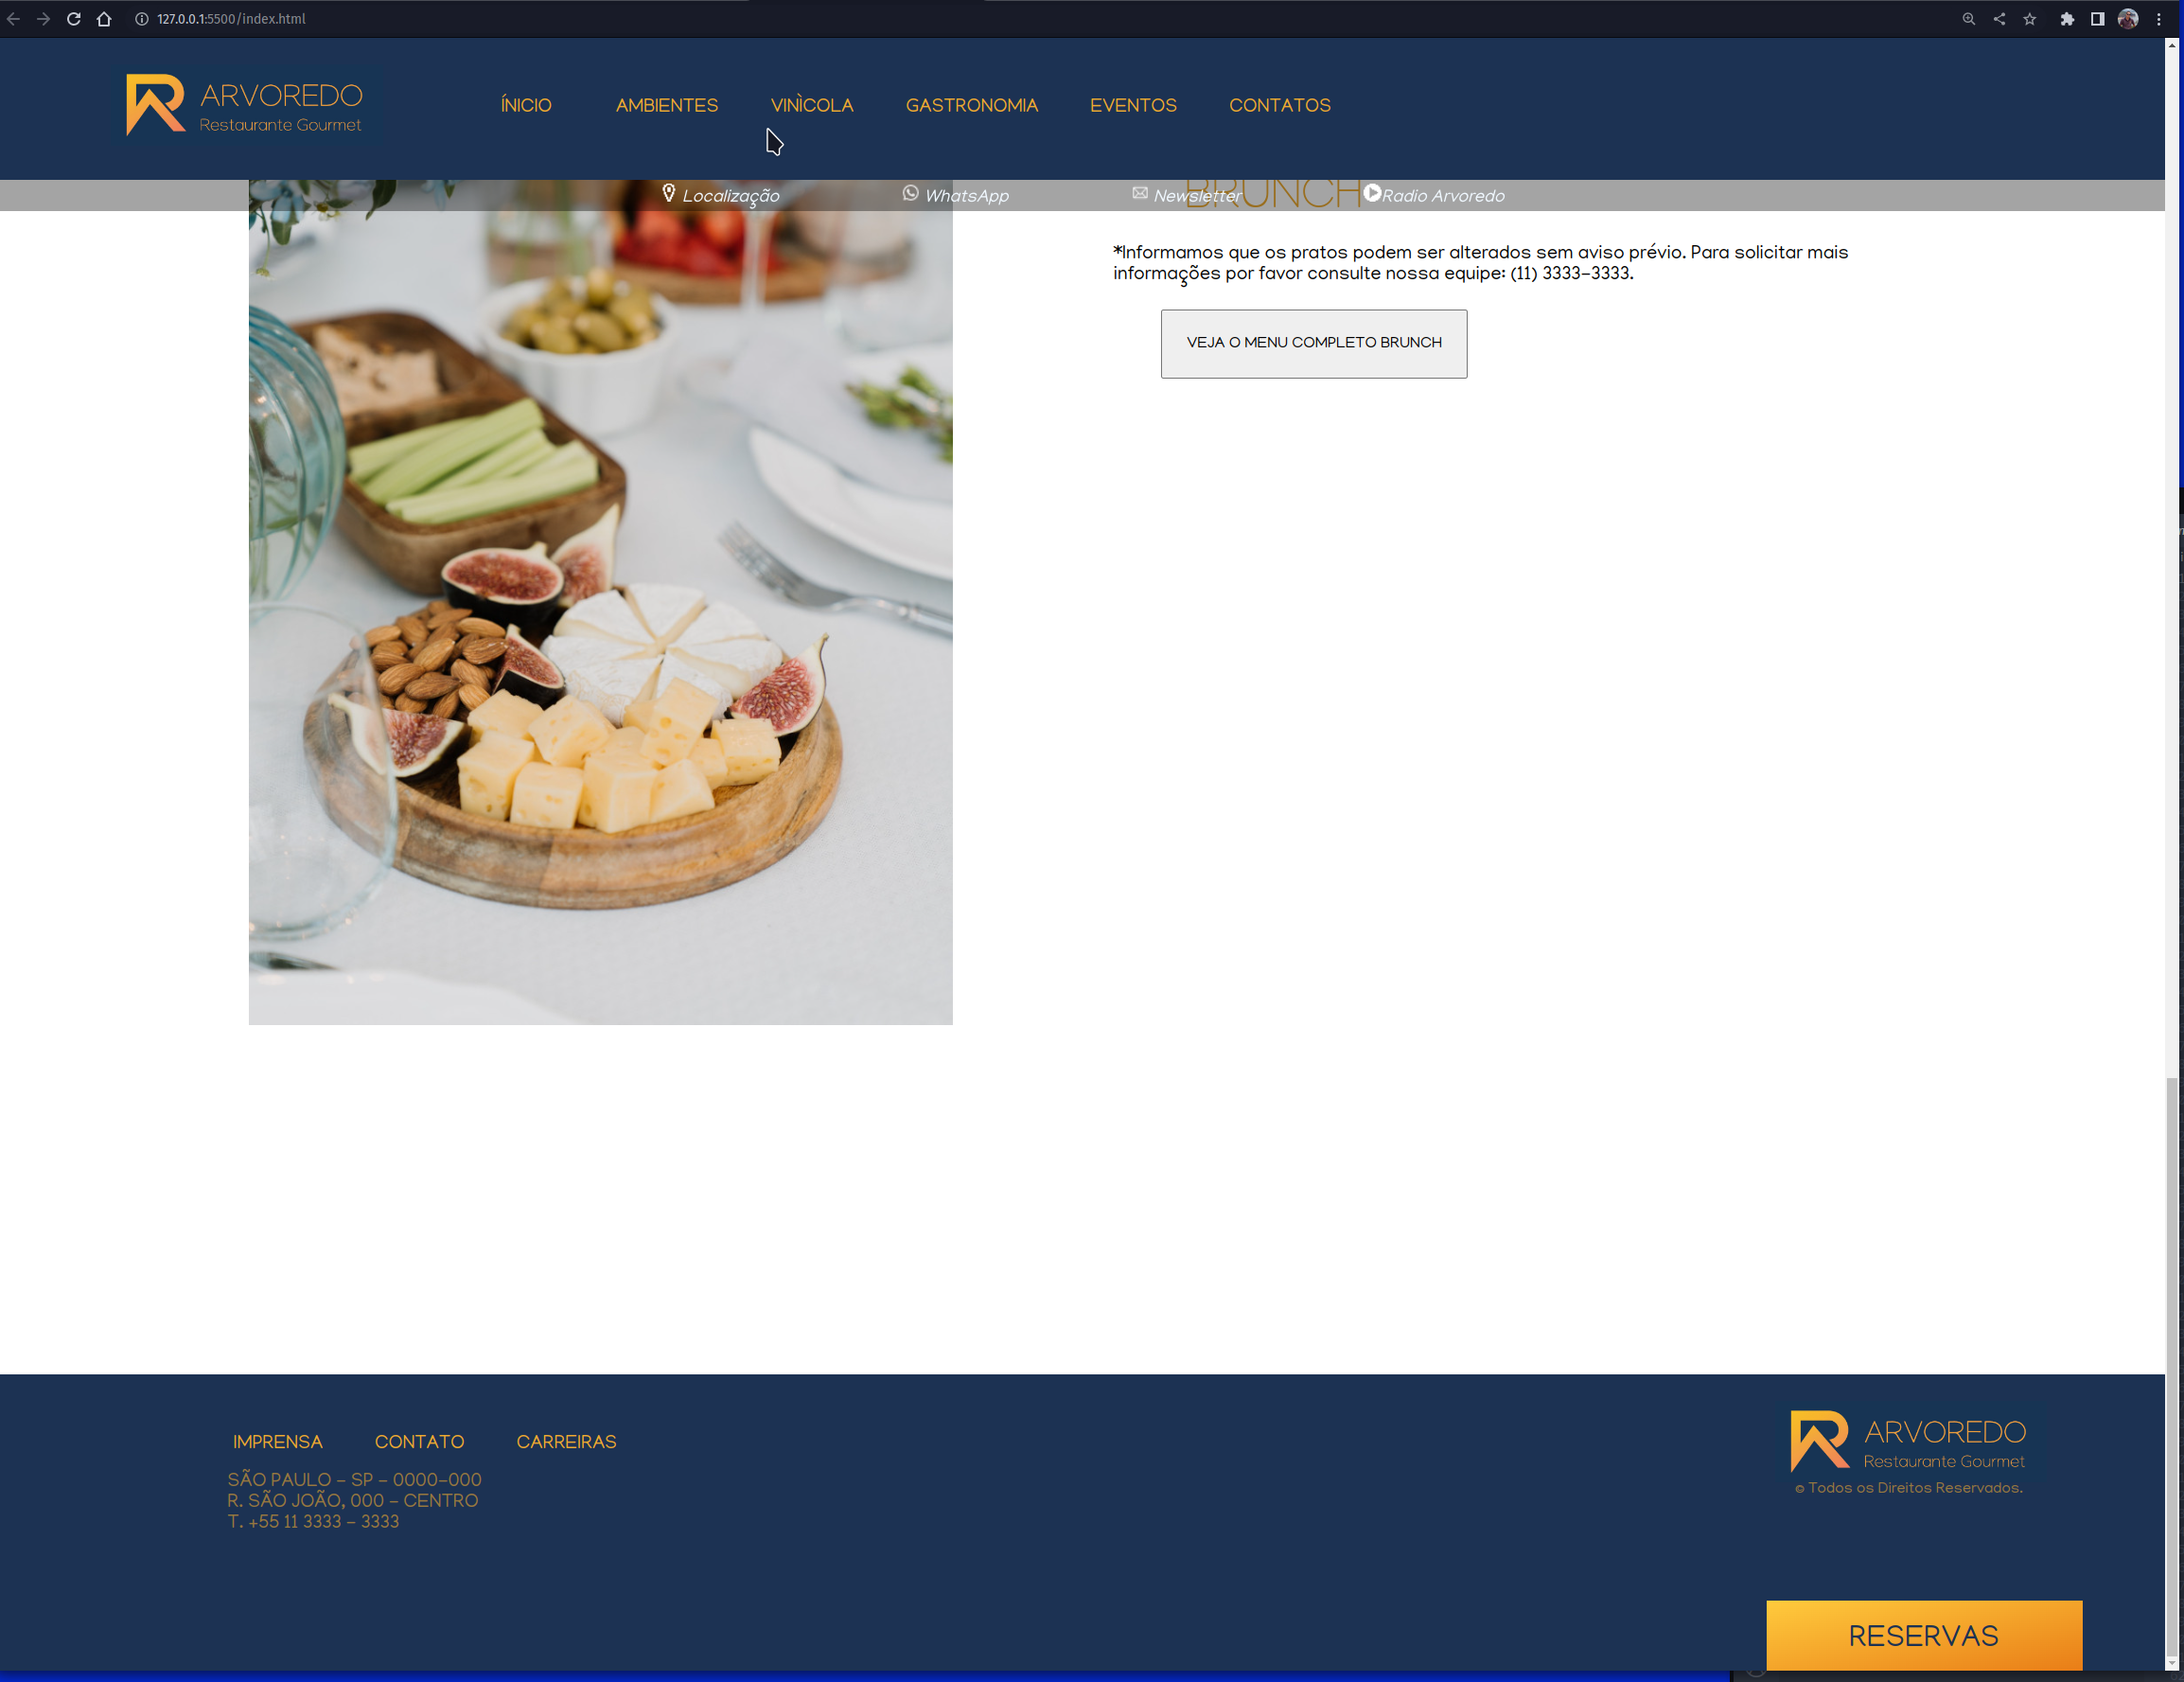 127.0.0.1:5500/index.html
ARVOREDO
Restaurante Gourmet
ÍNICIO AMBIENTES VINÌCOLA GASTRONOMIA EVENTOS CONTATOS
Localização WhatsApp Newsletter Radio Arvoredo
BRUNCH
*Informamos que os pratos podem ser alterados sem aviso prévio. Para solicitar mais
informações por favor consulte nossa equipe: (11) 3333-3333.
VEJA O MENU COMPLETO BRUNCH
IMPRENSA CONTATO CARREIRAS
SÃO PAULO - SP - 0000-000
R. SÃO JOÃO, 000 - CENTRO
T. +55 11 3333 - 3333
ARVOREDO
Restaurante Gourmet
© Todos os Direitos Reservados.
RESERVAS